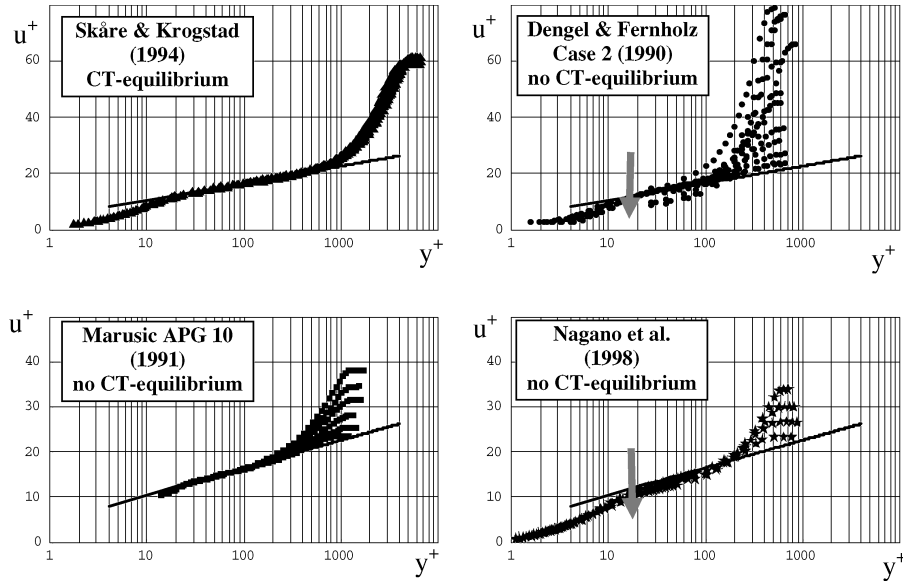 u+
Skåre & Krogstad
(1994)
CT-equilibrium
60
40
20
0
1 10 100 1000
y+
u+
Dengel & Fernholz
Case 2 (1990)
no CT-equilibrium
60
40
20
0
1 10 100 1000
y+
u+
Marusic APG 10
(1991)
no CT-equilibrium
40
30
20
10
0
1 10 100 1000
y+
u+
Nagano et al.
(1998)
no CT-equilibrium
40
30
20
10
0
1 10 100 1000
y+